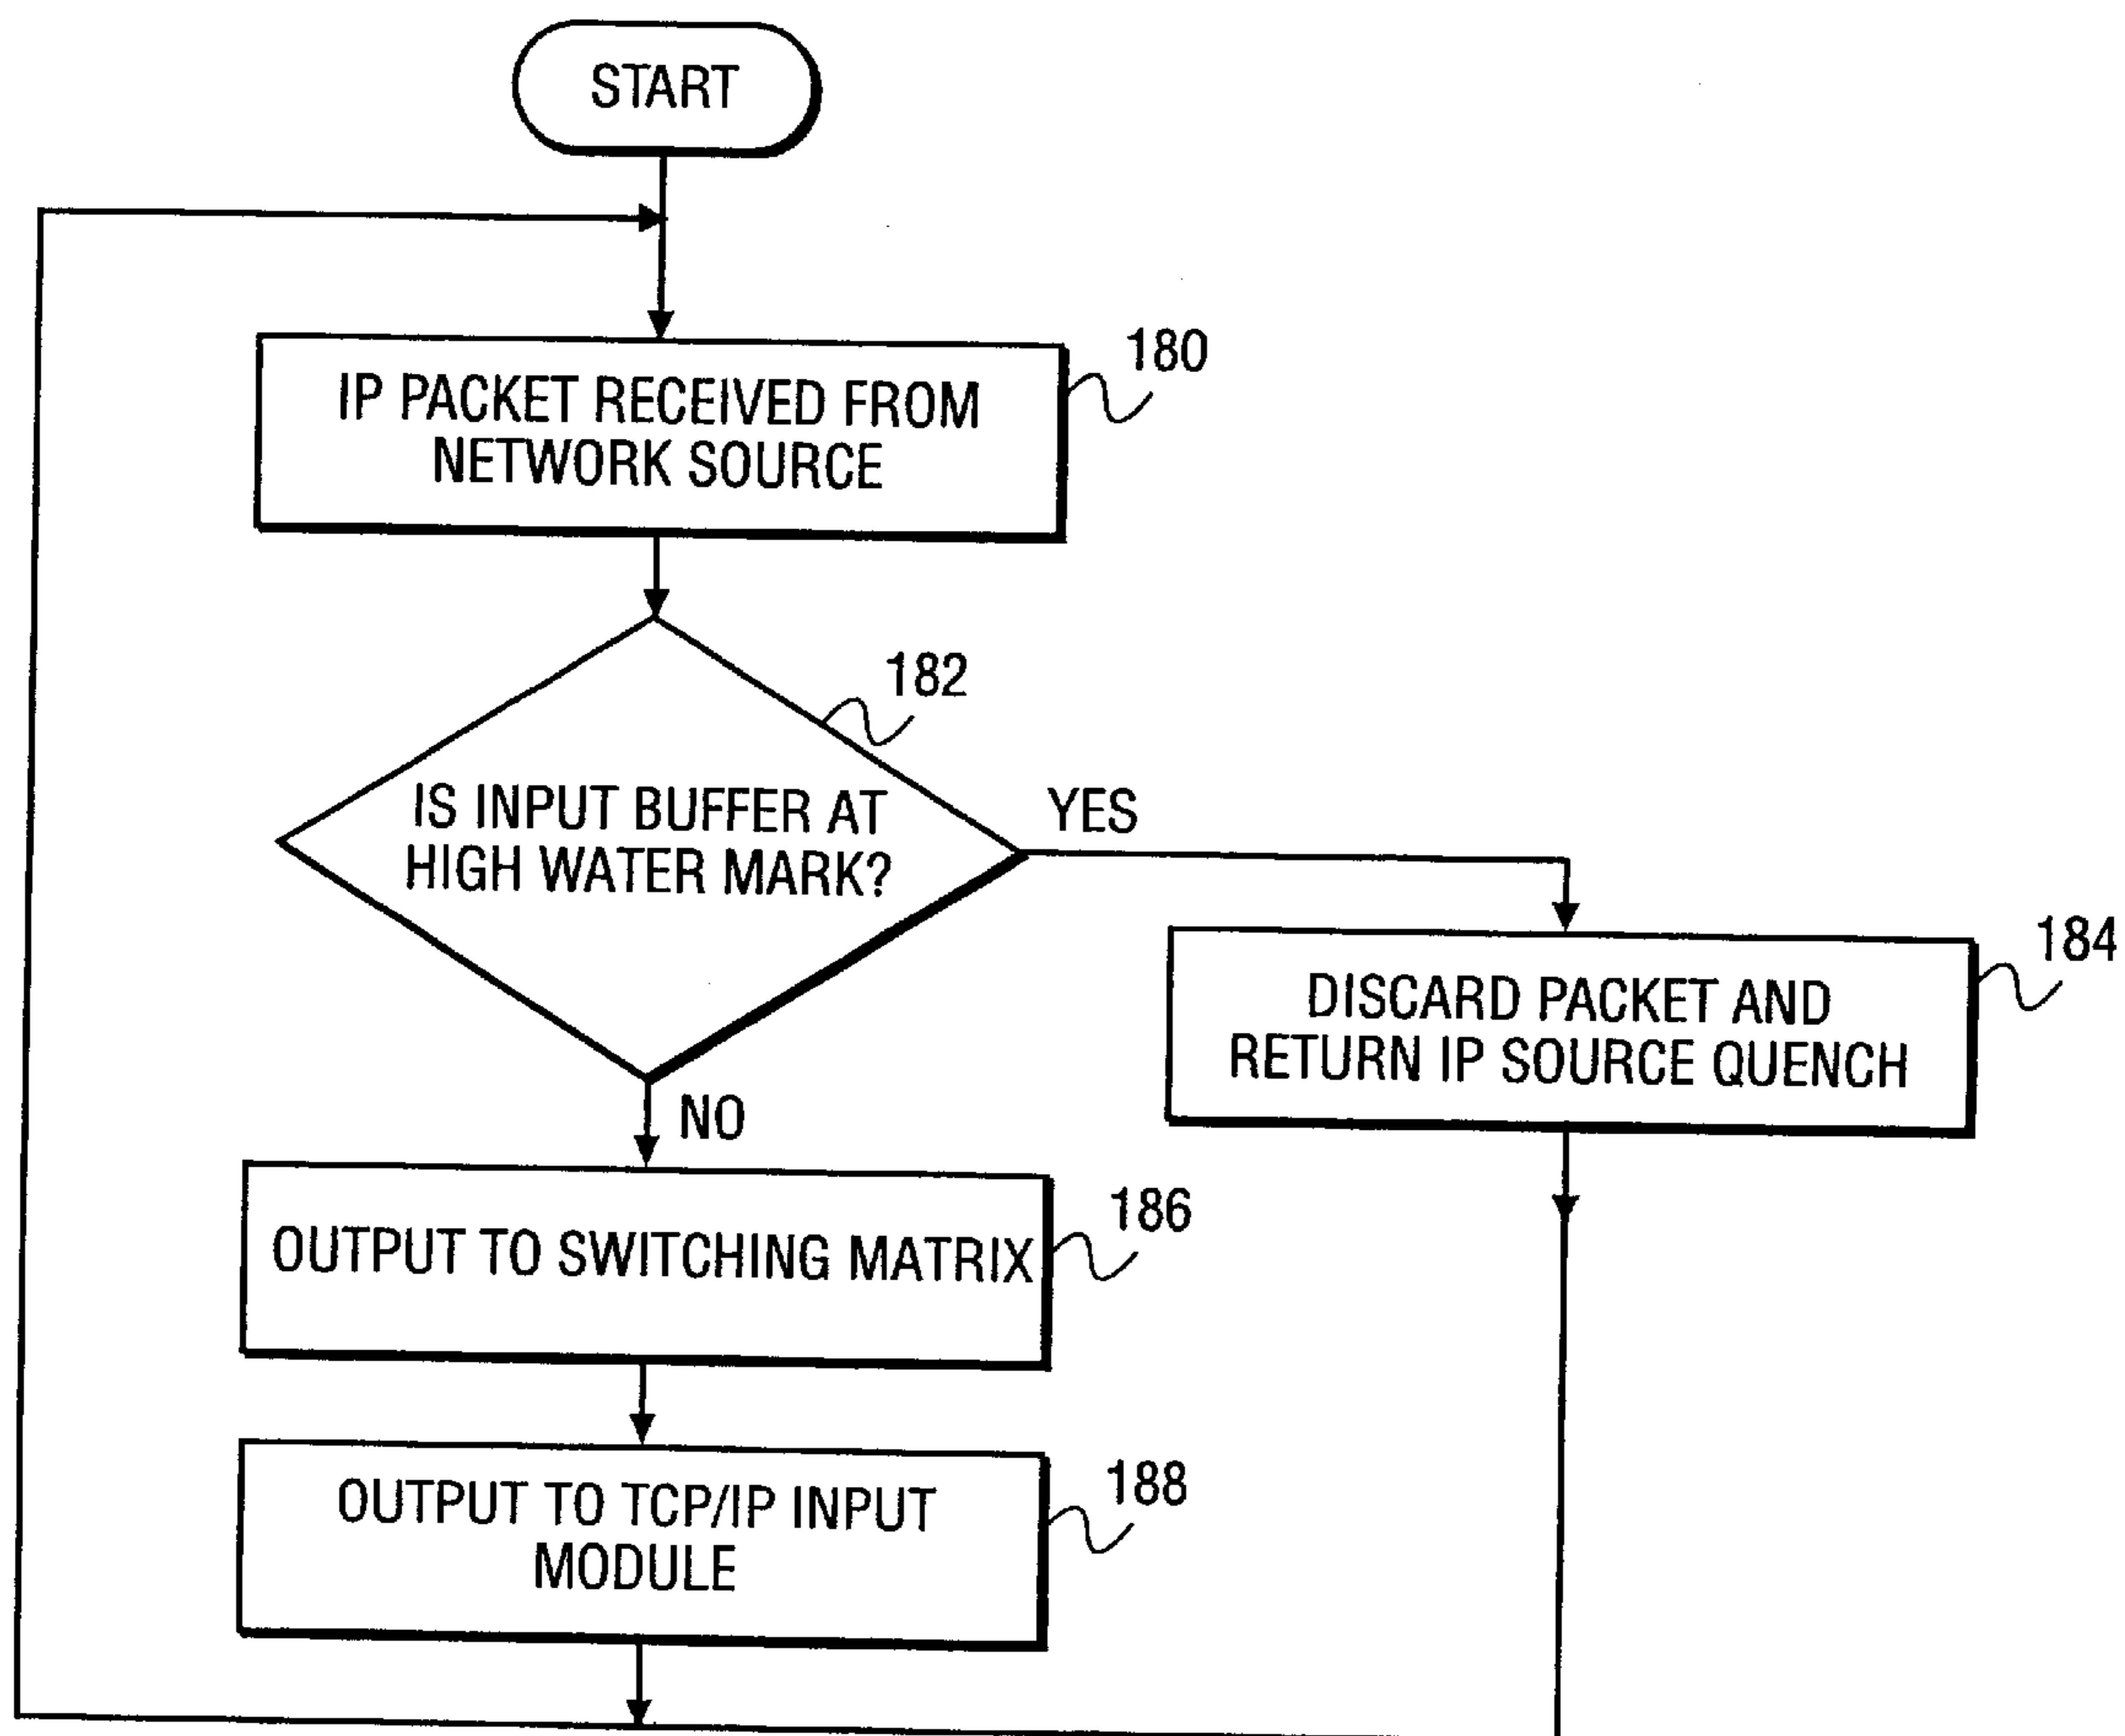 START
180
IP PACKET RECEIVED FROM
NETWORK SOURCE
182
IS INPUT BUFFER AT
HIGH WATER MARK?
YES
184
DISCARD PACKET AND
RETURN IP SOURCE QUENCH
NO
186
OUTPUT TO SWITCHING MATRIX
188
OUTPUT TO TCP/IP INPUT
MODULE